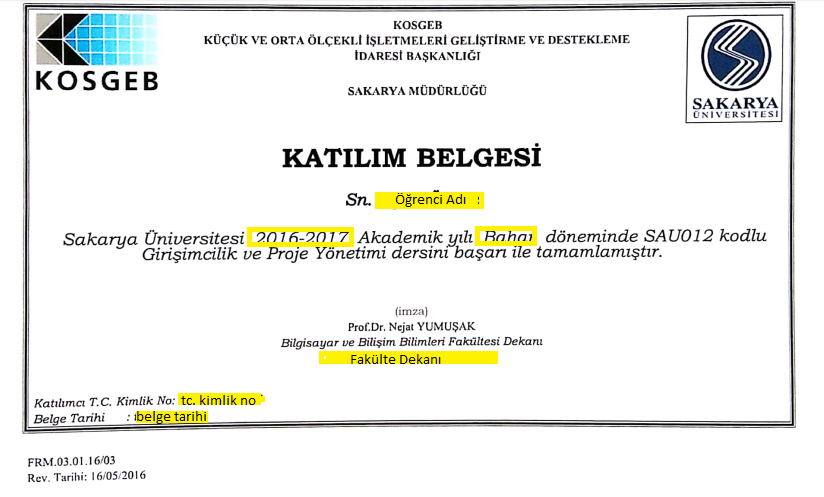 KOSGEB
KÜÇÜK VE ORTA ÖLÇEKLİ İŞLETMELERİ GELİŞTİRME VE DESTEKLEME
İDARESİ BAŞKANLIĞI
KOSGEB
SAKARYA MÜDÜRLÜĞÜ
SAKARYA
ÜNİVERSİTESİ
KATILIM BELGESİ
Sn. Öğrenci Adı :
Sakarya Üniversitesi 2016-2017 Akademik yılı Bahar döneminde SAU012 kodlu
Girişimcilik ve Proje Yönetimi dersini başarı ile tamamlamıştır.
(imza)
Prof.Dr. Nejat YUMUŞAK
Bilgisayar ve Bilişim Bilimleri Fakültesi Dekanı
Fakülte Dekanı
Katılımcı T.C. Kimlik No: tc. kimlik no
Belge Tarihi : belge tarihi
FRM.03.01.16/03
Rev. Tarihi: 16/05/2016